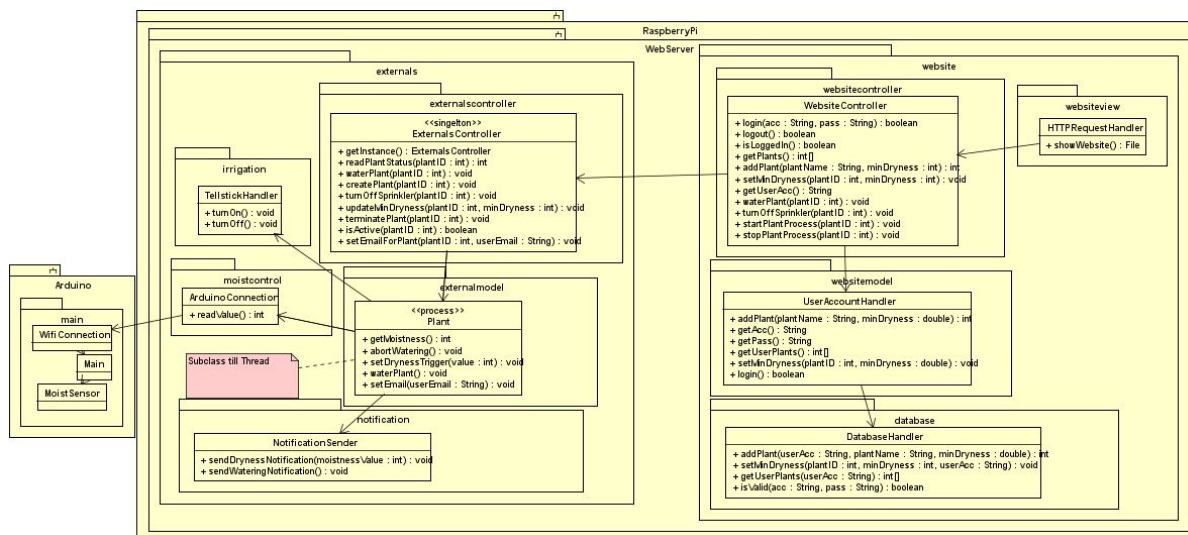 RaspberryPi
WebServer
externals
externalscontroller
<<singelton>>
ExternalsController
+ getInstance() : ExternalsController
+ readPlantStatus(plantID : int) : int
+ waterPlant(plantID : int) : void
+ createPlant(plantID : int) : void
+ turnOffSprinkler(plantID : int) : void
+ updateMinDryness(plantID : int, minDryness : int) : void
+ terminatePlant(plantID : int) : void
+ isActive(plantID : int) : boolean
+ setEmailForPlant(plantID : int, userEmail : String) : void
irrigation
TellstickHandler
+ turnOn() : void
+ turnOff() : void
moistcontrol
ArduinoConnection
+ readValue() : int
externalmodel
<<process>>
Plant
+ getMoistness() : int
+ abortWatering() : void
+ setDrynessTrigger(value : int) : void
+ waterPlant() : void
+ setEmail(userEmail : String) : void
Subclass till Thread
notification
NotificationSender
+ sendDrynessNotification(moistnessValue : int) : void
+ sendWateringNotification() : void
Arduino
main
WifiConnection
Main
MoistSensor
website
websitecontroller
WebsiteController
+ login(acc : String, pass : String) : boolean
+ logout() : boolean
+ isLoggedIn() : boolean
+ getPlants() : int[]
+ addPlant(plantName : String, minDryness : int) : int
+ setMinDryness(plantID : int, minDryness : int) : void
+ getUserAcc() : String
+ waterPlant(plantID : int) : void
+ turnOffSprinkler(plantID : int) : void
+ startPlantProcess(plantID : int) : void
+ stopPlantProcess(plantID : int) : void
websiteview
HTTPRequestHandler
+ showWebsite() : File
websitemodel
UserAccountHandler
+ addPlant(plantName : String, minDryness : double) : int
+ getAcc() : String
+ getPass() : String
+ getUserPlants() : int[]
+ setMinDryness(plantID : int, minDryness : double) : void
+ login() : boolean
database
DatabaseHandler
+ addPlant(userAcc : String, plantName : String, minDryness : double) : int
+ setMinDryness(plantID : int, minDryness : int, userAcc : String) : void
+ getUserPlants(userAcc : String) : int[]
+ isValid(acc : String, pass : String) : boolean